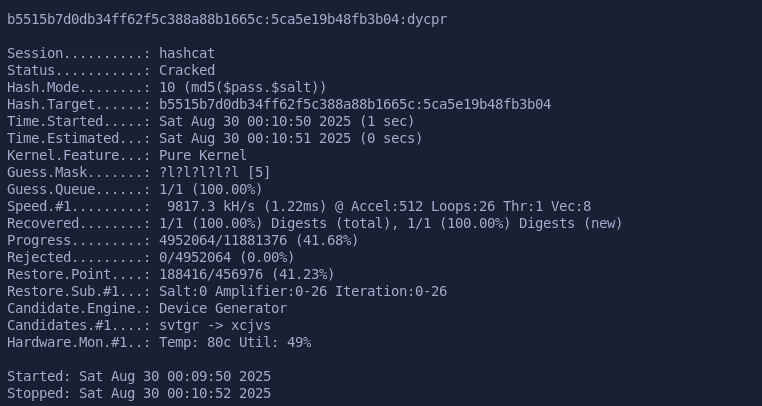 b5515b7d0db34ff62f5c388a88b1665c:5ca5e19b48fb3b04:dycpr
Session..........: hashcat
Status...........: Cracked
Hash.Mode........: 10 (md5($pass.$salt))
Hash.Target......: b5515b7d0db34ff62f5c388a88b1665c:5ca5e19b48fb3b04
Time.Started.....: Sat Aug 30 00:10:50 2025 (1 sec)
Time.Estimated...: Sat Aug 30 00:10:51 2025 (0 secs)
Kernel.Feature...: Pure Kernel
Guess.Mask.......: ?l?l?l?l?l [5]
Guess.Queue......: 1/1 (100.00%)
Speed.#1.........:  9817.3 kH/s (1.22ms) @ Accel:512 Loops:26 Thr:1 Vec:8
Recovered........: 1/1 (100.00%) Digests (total), 1/1 (100.00%) Digests (new)
Progress.........: 4952064/11881376 (41.68%)
Rejected.........: 0/4952064 (0.00%)
Restore.Point....: 188416/456976 (41.23%)
Restore.Sub.#1...: Salt:0 Amplifier:0-26 Iteration:0-26
Candidate.Engine.: Device Generator
Candidates.#1....: svtgr -> xcjvs
Hardware.Mon.#1..: Temp: 80c Util: 49%
Started: Sat Aug 30 00:09:50 2025
Stopped: Sat Aug 30 00:10:52 2025